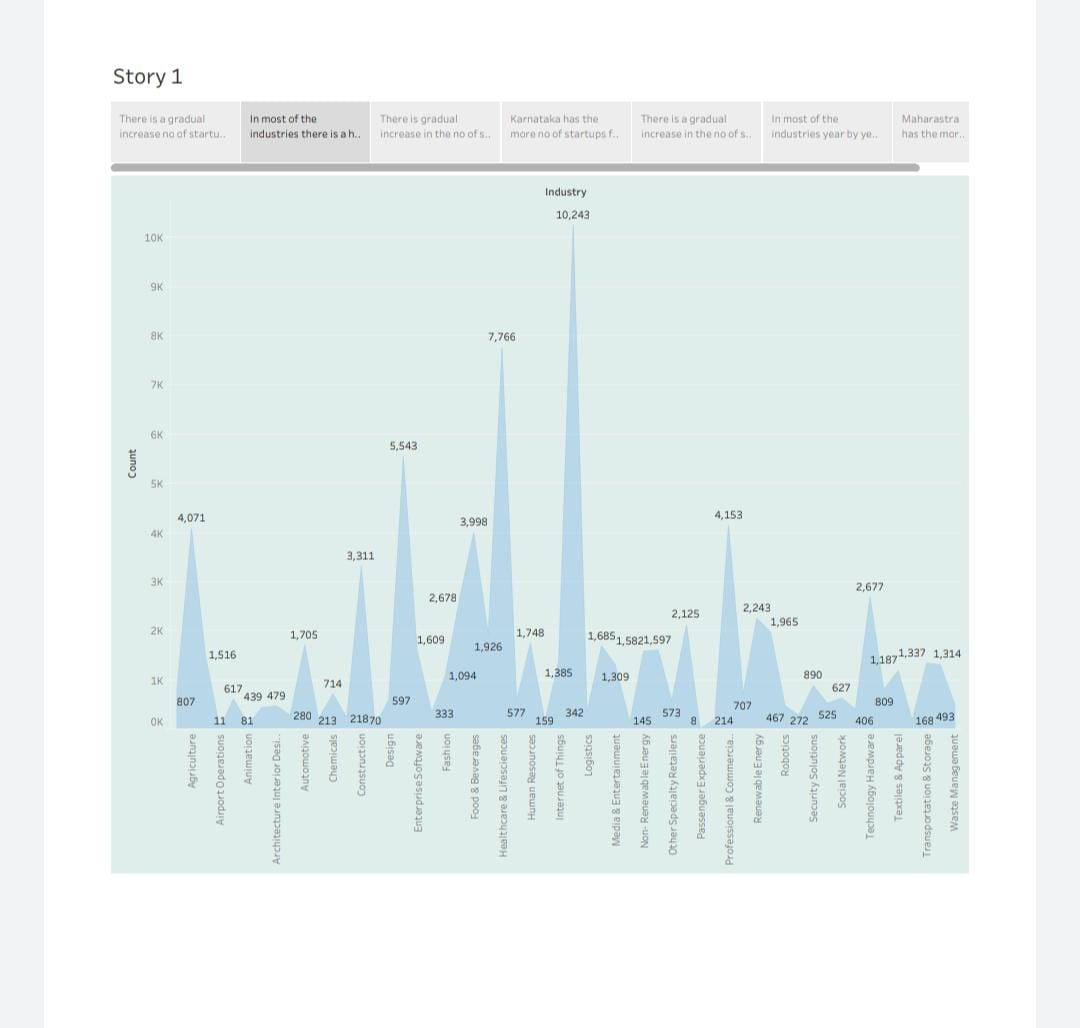 Story 1
There is a gradual
increase no of startu..
In most of the
industries there is a h..
There is gradual
increase in the no of s..
Karnataka has the
more no of startups f..
There is a gradual
increase in the no of s..
In most of the
industries year by ye..
Maharastra
has the mor..
Industry
10,243
10K
9K
8K
7,766
7K
6K
5,543
Count
5K
4,071
3,998
4,153
4K
3,311
3K
2,678
2,677
2K
1,705
1,609
1,926
1,748
1,685
1,582
1,597
2,125
2,243
1,965
1,516
1,094
1,385
1,309
1,187
1,337
1,314
1K
807
617
439
479
714
597
890
627
809
0K
11
81
280
213
218
70
333
577
159
342
145
573
8
214
707
467
272
525
406
168
493
Agriculture
Airport Operations
Animation
Architecture Interior Desi..
Automotive
Chemicals
Construction
Design
Enterprise Software
Fashion
Food & Beverages
Healthcare & Lifesciences
Human Resources
Internet of Things
Logistics
Media & Entertainment
Non- Renewable Energy
Other Specialty Retailers
Passenger Experience
Professional & Commercia..
Renewable Energy
Robotics
Security Solutions
Social Network
Technology Hardware
Textiles & Apparel
Transportation & Storage
Waste Management